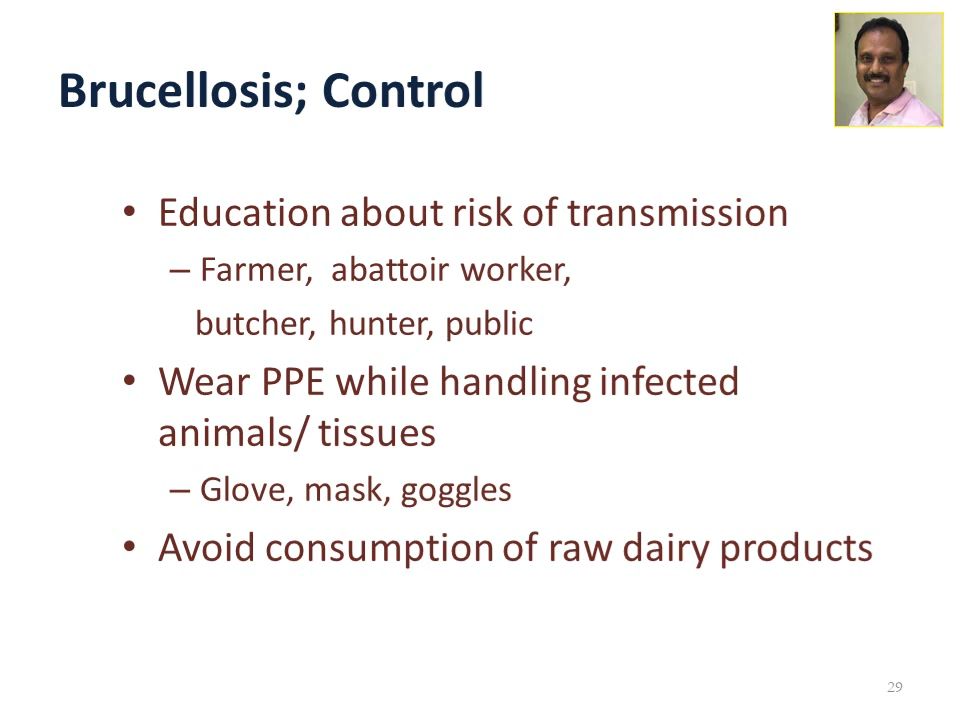 Brucellosis; Control
• Education about risk of transmission
– Farmer,  abattoir worker,
butcher, hunter, public
• Wear PPE while handling infected
animals/ tissues
– Glove, mask, goggles
• Avoid consumption of raw dairy products
29